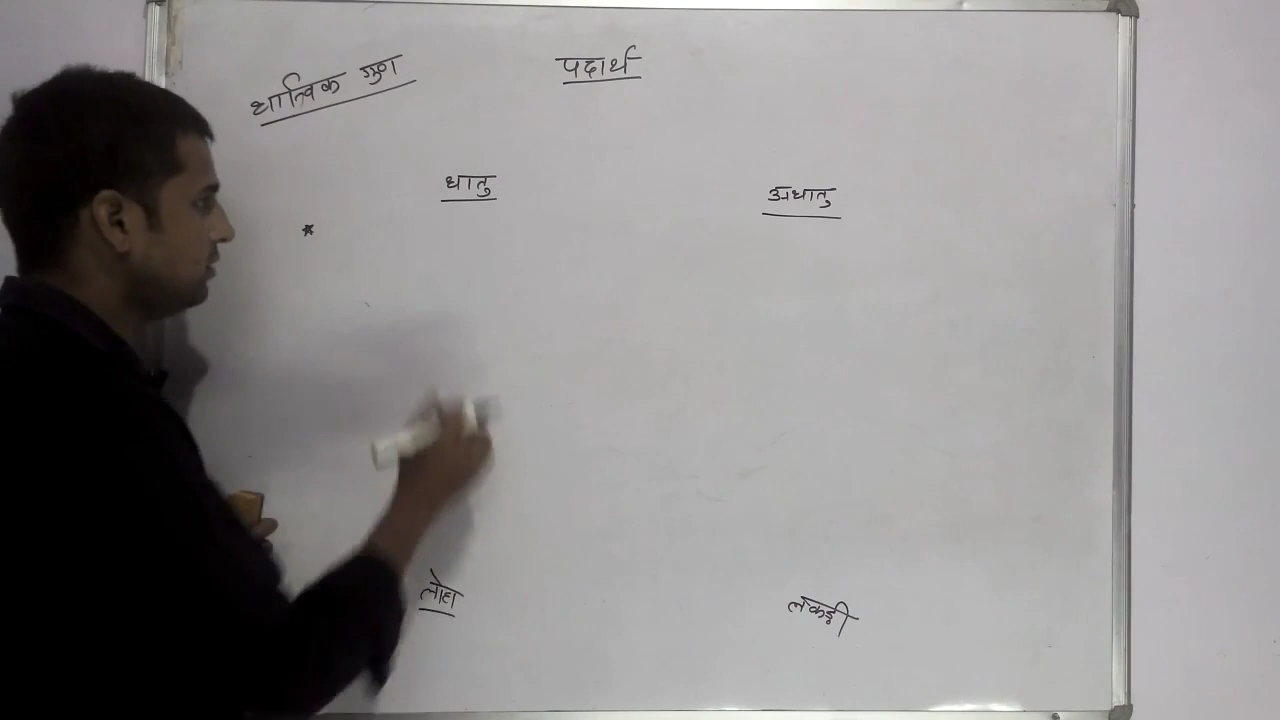 धात्विक गुण
पदार्थ
धातु
अधातु
*
लोहा
लकड़ी